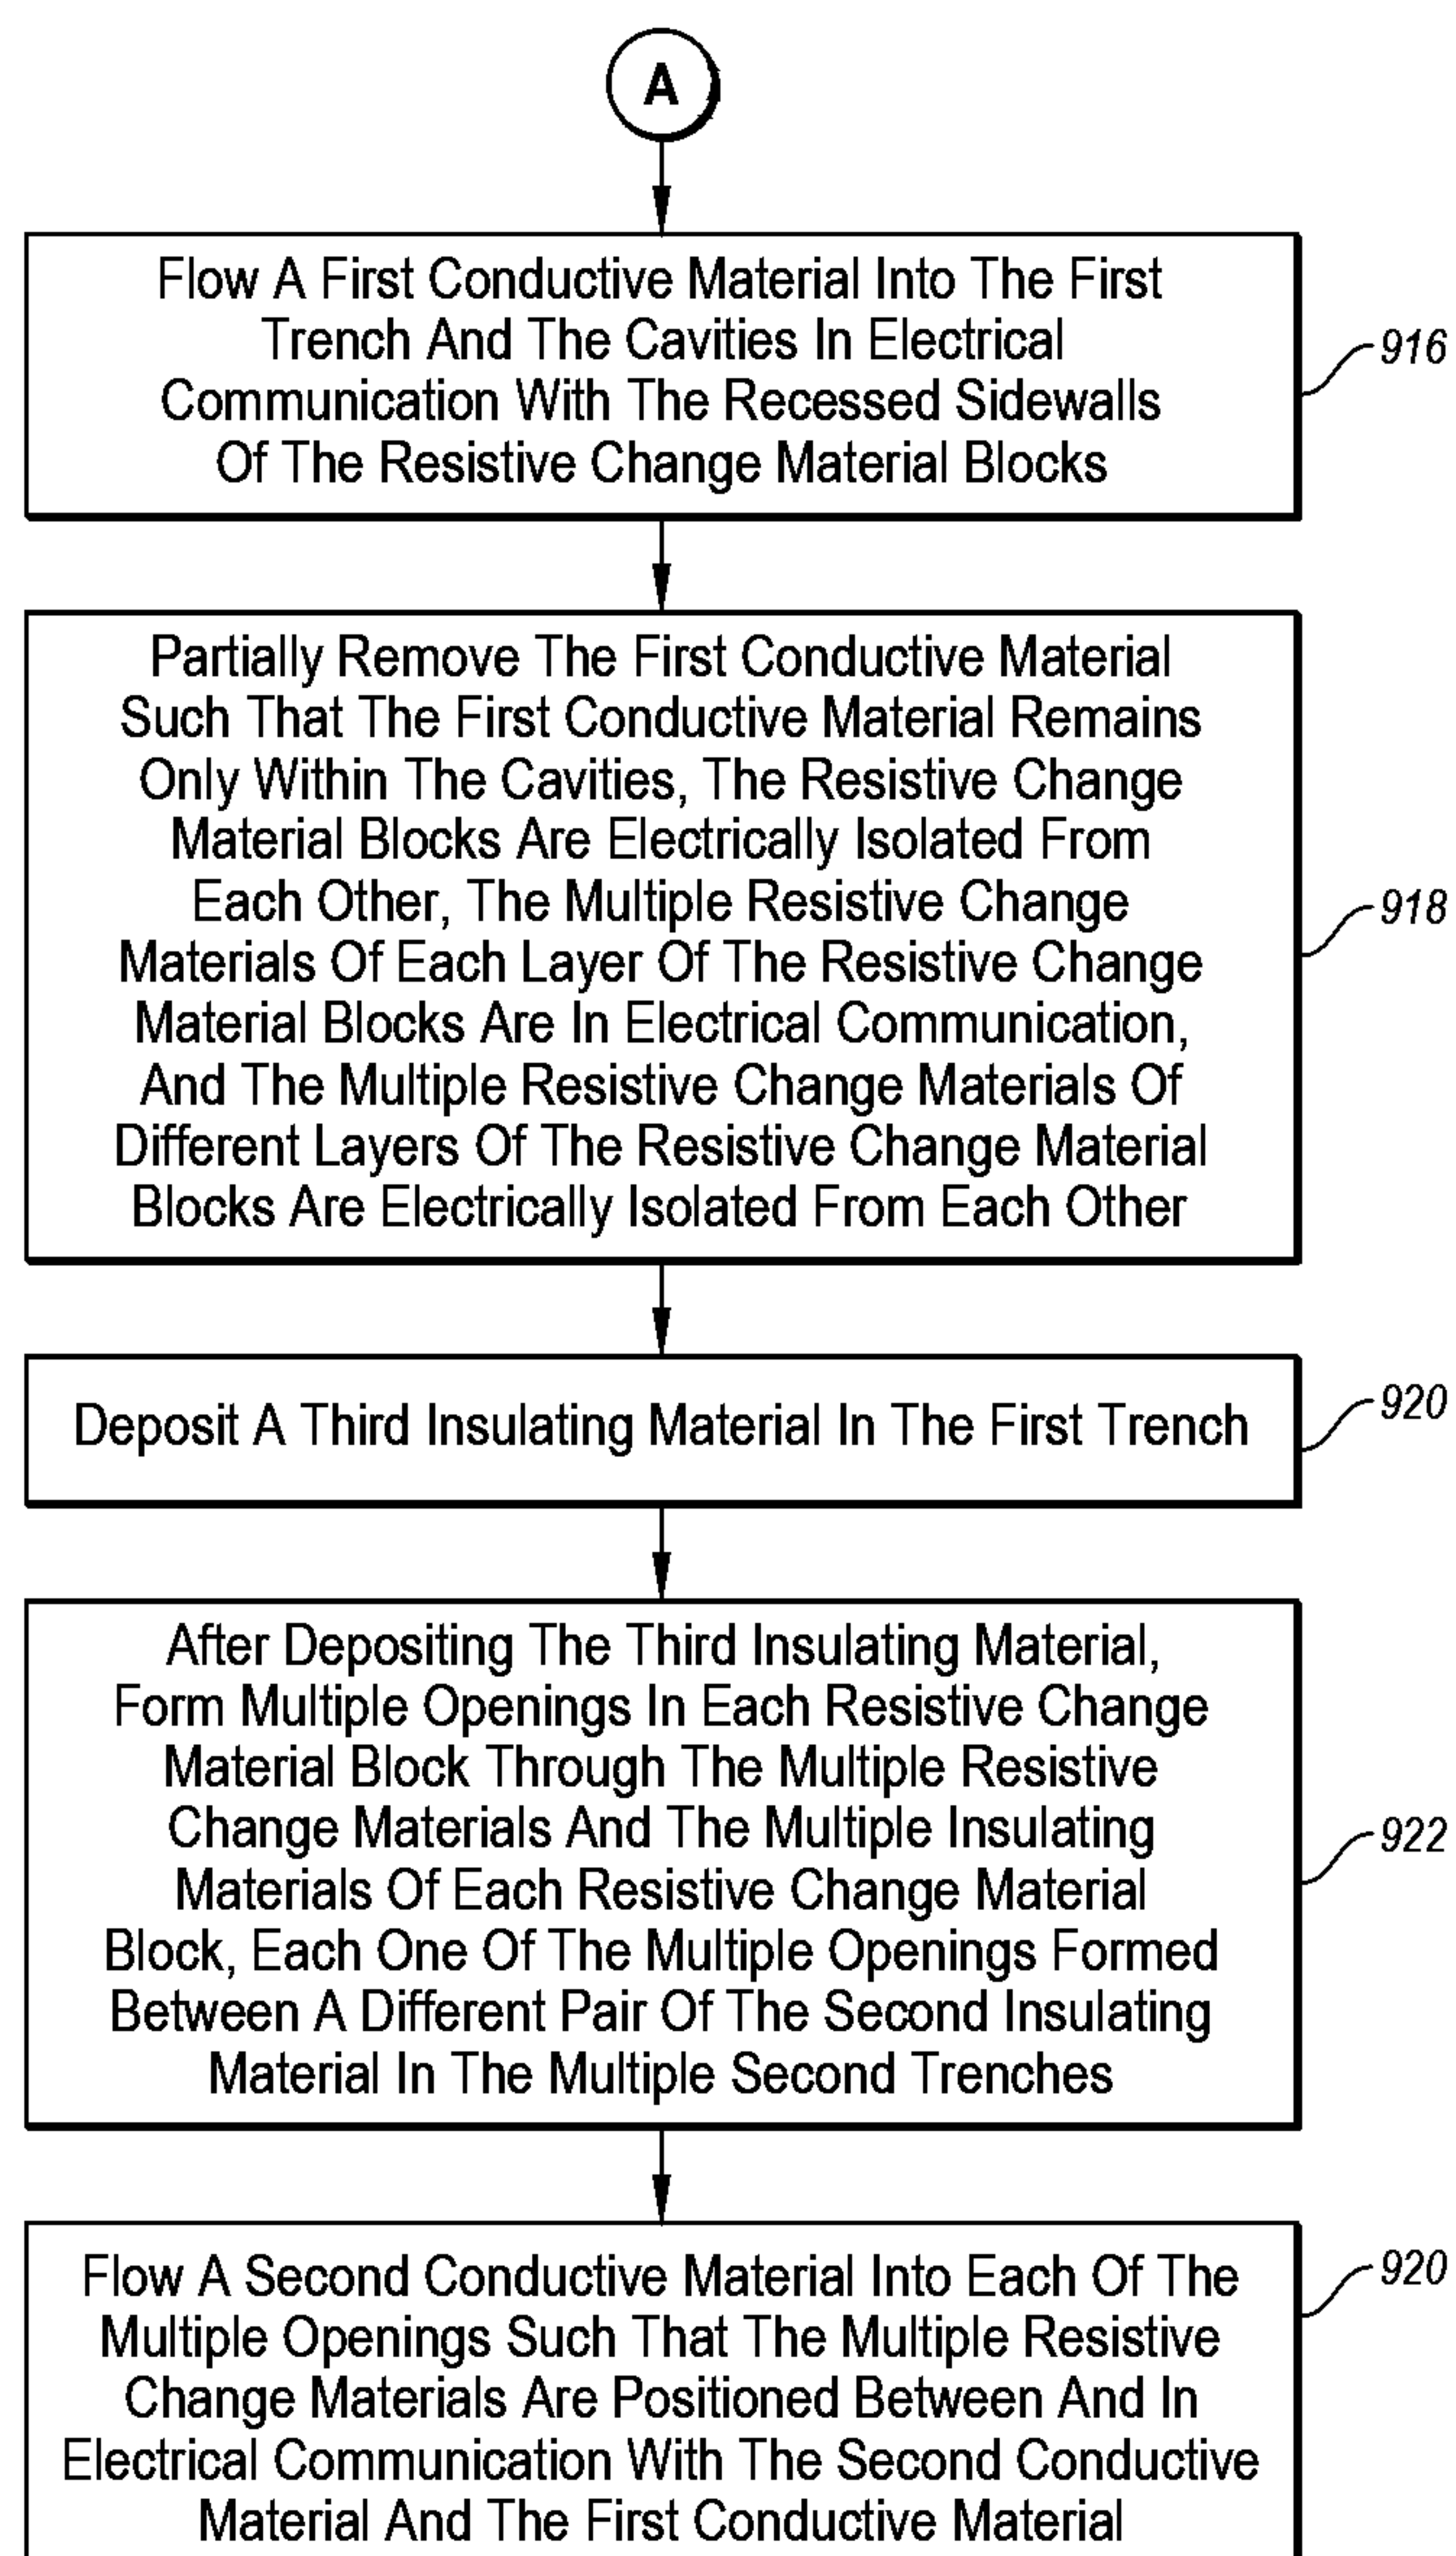 A
Flow A First Conductive Material Into The First
Trench And The Cavities In Electrical
Communication With The Recessed Sidewalls
Of The Resistive Change Material Blocks
916
Partially Remove The First Conductive Material
Such That The First Conductive Material Remains
Only Within The Cavities, The Resistive Change
Material Blocks Are Electrically Isolated From
Each Other, The Multiple Resistive Change
Materials Of Each Layer Of The Resistive Change
Material Blocks Are In Electrical Communication,
And The Multiple Resistive Change Materials Of
Different Layers Of The Resistive Change Material
Blocks Are Electrically Isolated From Each Other
918
Deposit A Third Insulating Material In The First Trench
920
After Depositing The Third Insulating Material,
Form Multiple Openings In Each Resistive Change
Material Block Through The Multiple Resistive
Change Materials And The Multiple Insulating
Materials Of Each Resistive Change Material
Block, Each One Of The Multiple Openings Formed
Between A Different Pair Of The Second Insulating
Material In The Multiple Second Trenches
922
Flow A Second Conductive Material Into Each Of The
Multiple Openings Such That The Multiple Resistive
Change Materials Are Positioned Between And In
Electrical Communication With The Second Conductive
Material And The First Conductive Material
920